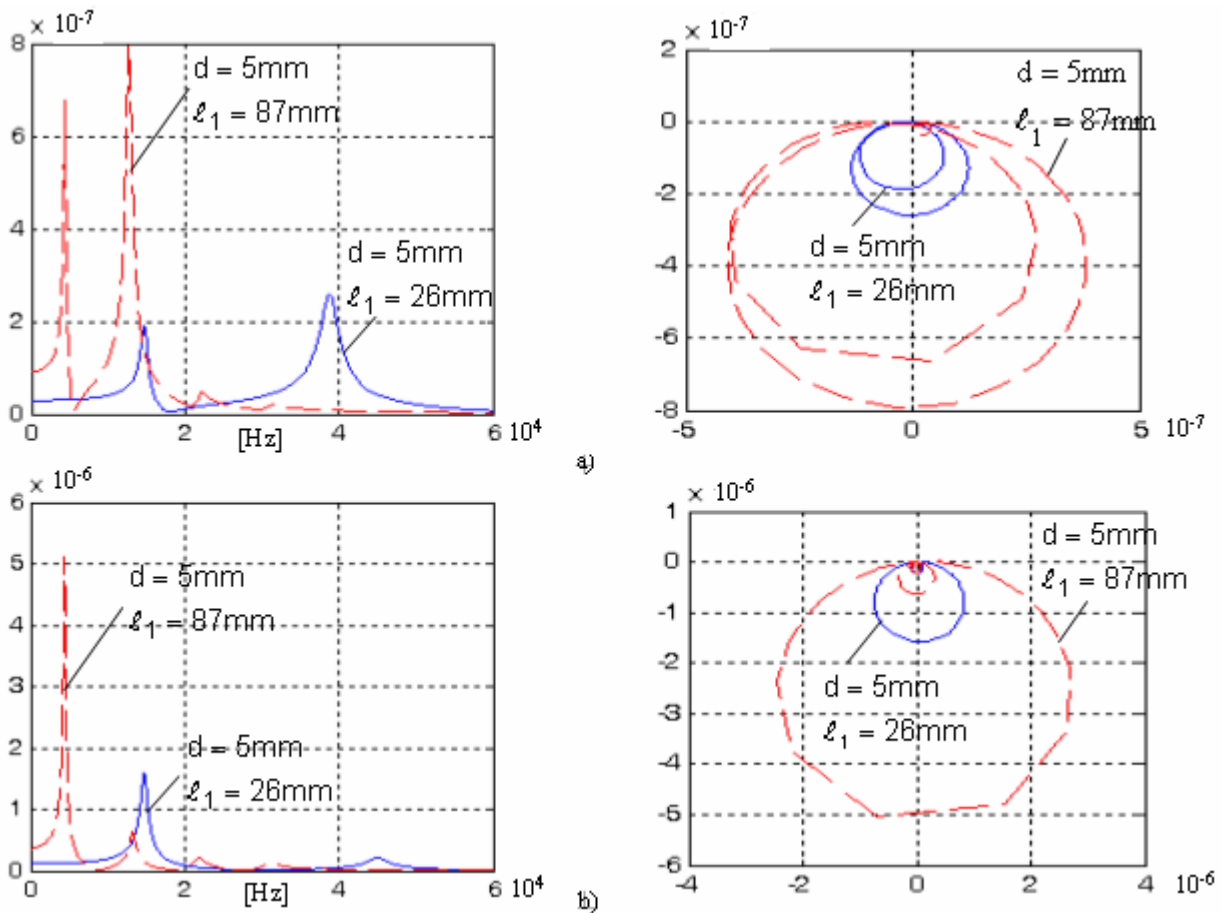 × 10⁻⁷
8
6
4
2
0
0
2
4
6
10⁴
[Hz]
d = 5mm
ℓ₁ = 87mm
d = 5mm
ℓ₁ = 26mm
× 10⁻⁷
2
0
-2
-4
-6
-8
-5
0
5
10⁻⁷
d = 5mm
ℓ₁ = 87mm
d = 5mm
ℓ₁ = 26mm
a)
× 10⁻⁶
6
5
4
3
2
1
0
0
2
4
6
10⁴
[Hz]
d = 5mm
ℓ₁ = 87mm
d = 5mm
ℓ₁ = 26mm
× 10⁻⁶
1
0
-1
-2
-3
-4
-5
-6
-4
-2
0
2
4
10⁻⁶
d = 5mm
ℓ₁ = 87mm
d = 5mm
ℓ₁ = 26mm
b)